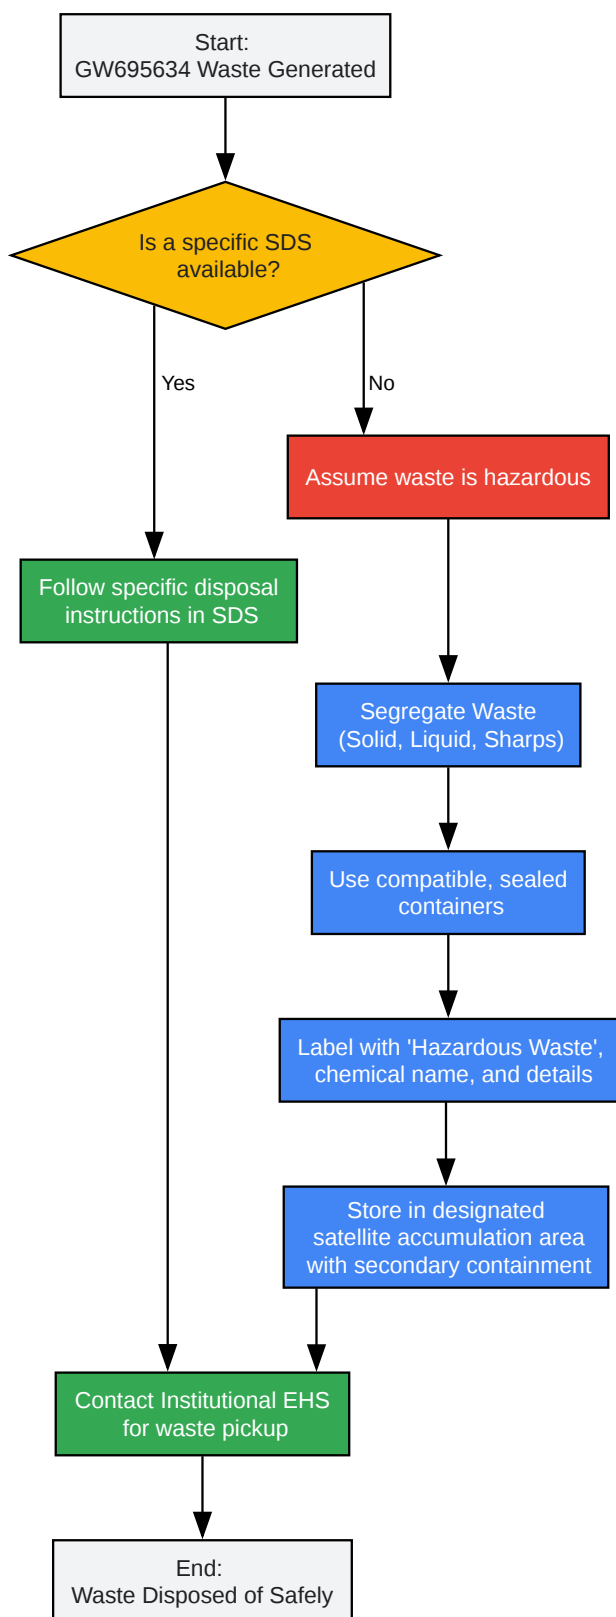 Start:
GW695634 Waste Generated
Is a specific SDS
available?
Yes
No
Assume waste is hazardous
Follow specific disposal
instructions in SDS
Segregate Waste
(Solid, Liquid, Sharps)
Use compatible, sealed
containers
Label with 'Hazardous Waste',
chemical name, and details
Store in designated
satellite accumulation area
with secondary containment
Contact Institutional EHS
for waste pickup
End:
Waste Disposed of Safely